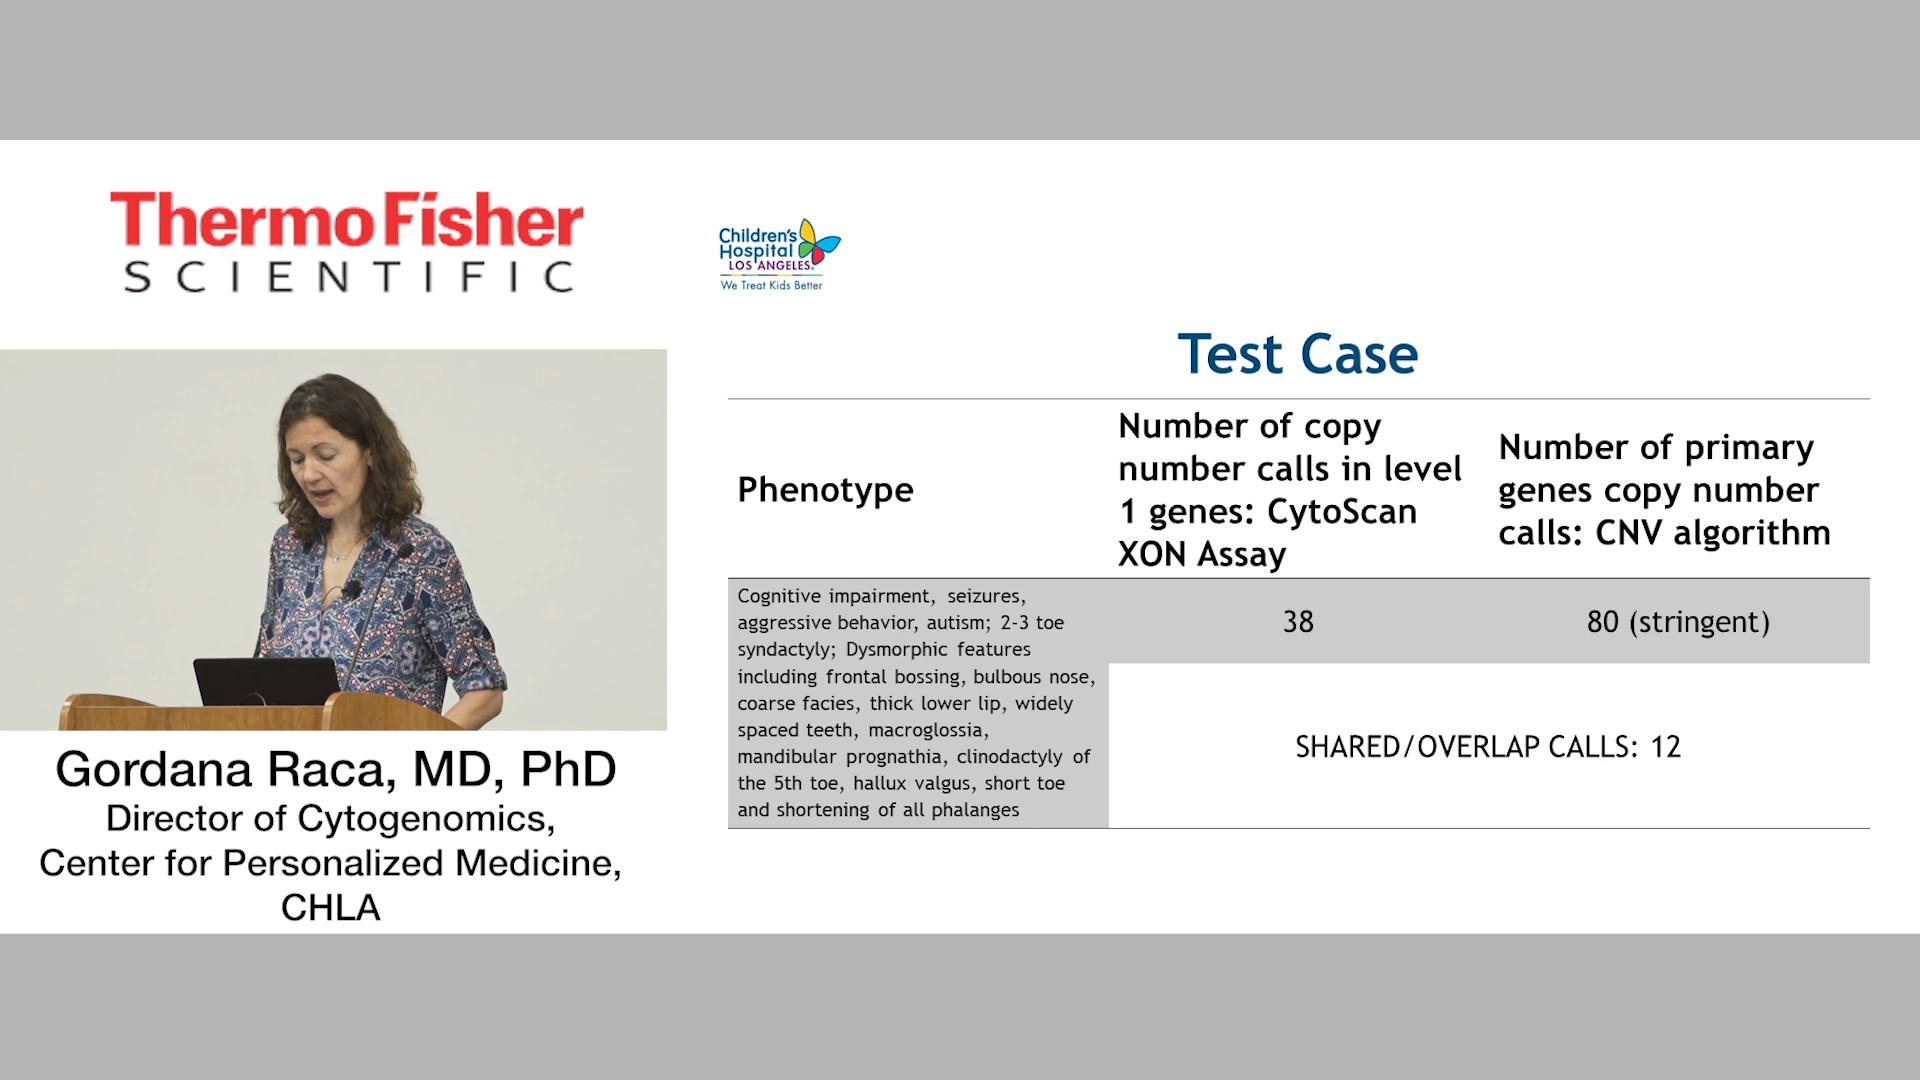 ThermoFisher
SCIENTIFIC
Children's
Hospital
LOS ANGELES
We Treat Kids Better
Test Case
Phenotype
Number of copy
number calls in level
1 genes: CytoScan
XON Assay
Number of primary
genes copy number
calls: CNV algorithm
Cognitive impairment, seizures,
aggressive behavior, autism; 2-3 toe
syndactyly; Dysmorphic features
including frontal bossing, bulbous nose,
coarse facies, thick lower lip, widely
spaced teeth, macroglossia,
mandibular prognathia, clinodactyly of
the 5th toe, hallux valgus, short toe
and shortening of all phalanges
38
80 (stringent)
SHARED/OVERLAP CALLS: 12
Gordana Raca, MD, PhD
Director of Cytogenomics,
Center for Personalized Medicine,
CHLA